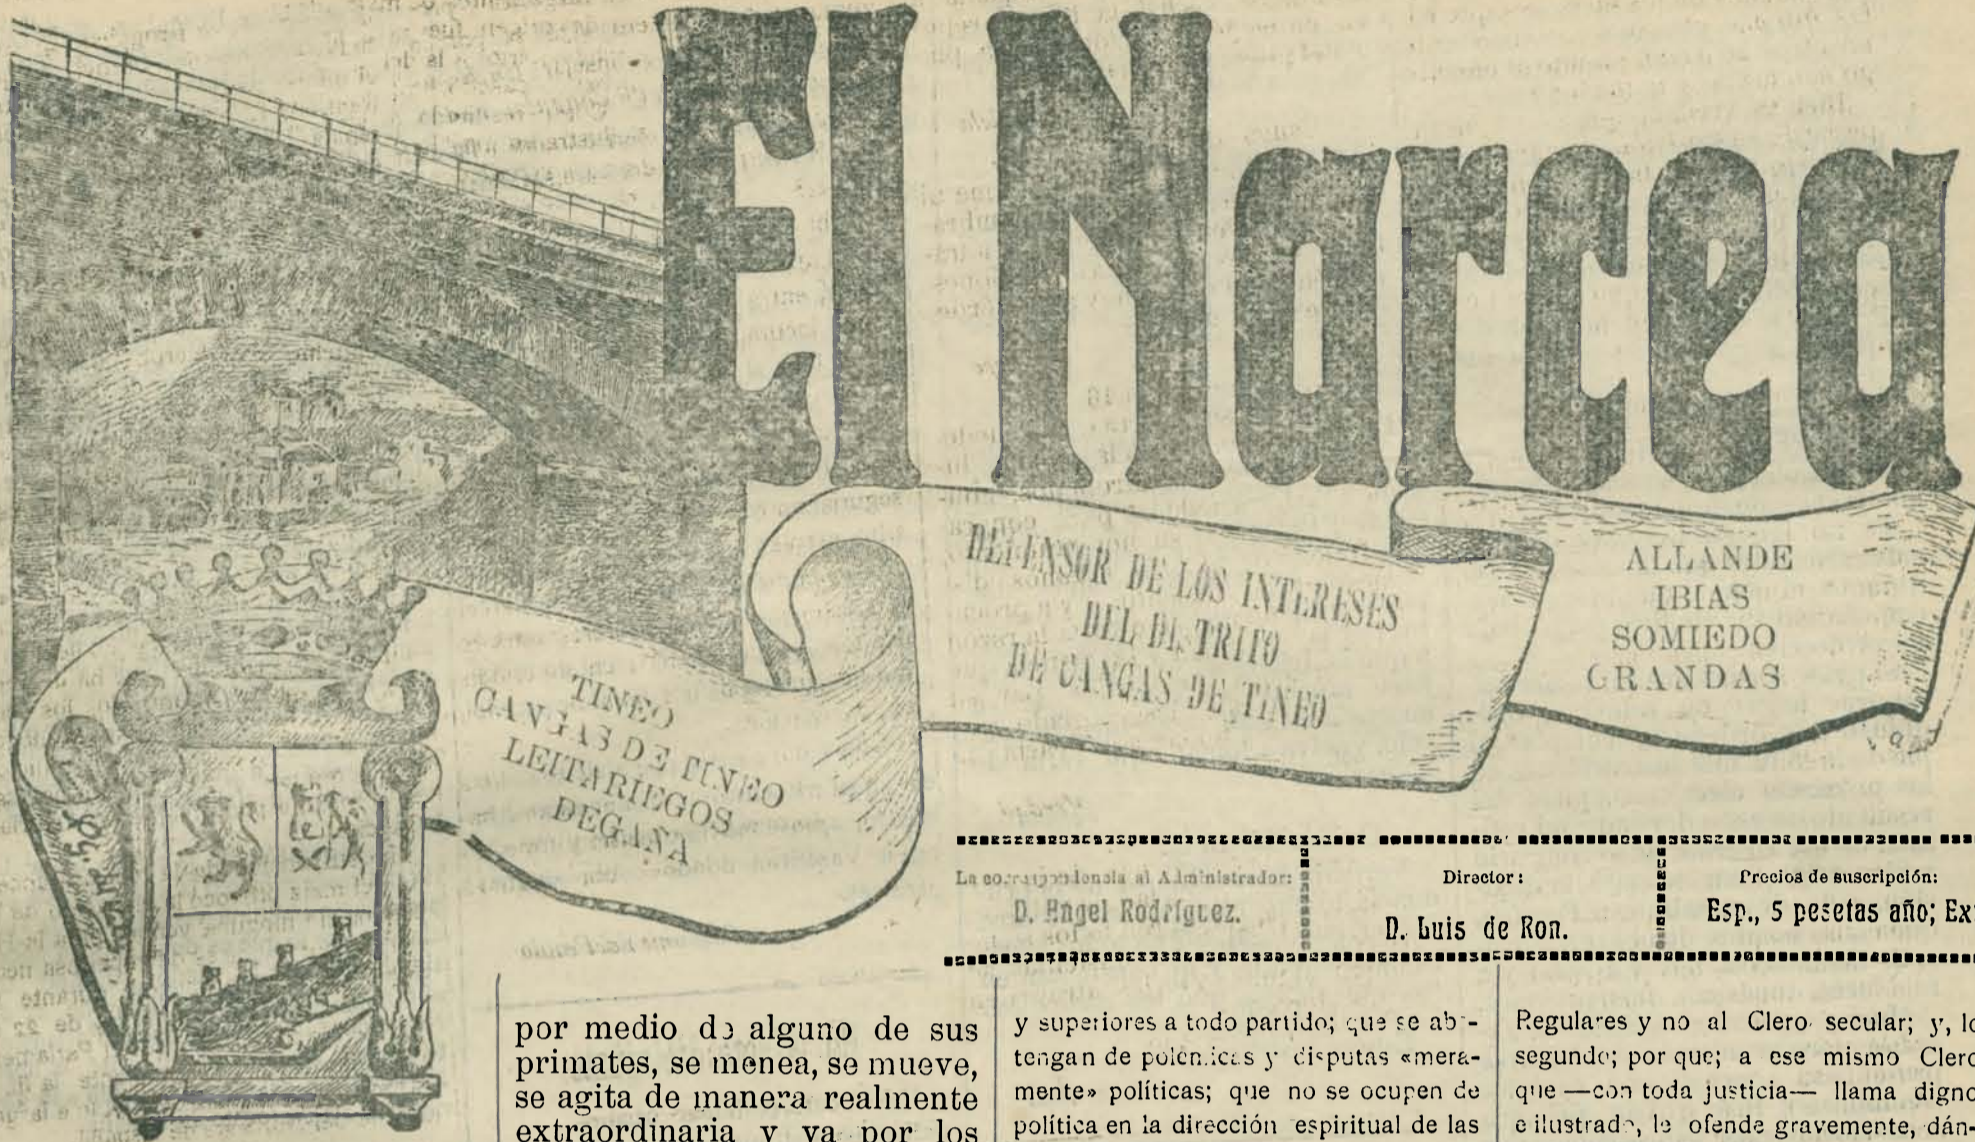 El Narcea
TINEO
CANGAS DE TINEO
LEITARIEGOS
DEGAÑA
DEFENSOR DE LOS INTERESES
DEL DISTRITO
DE CANGAS DE TINEO
ALLANDE
IBIAS
SOMIEDO
GRANDAS
La correspondencia al Administrador:
D. Angel Rodríguez.
Director:
D. Luis de Ron.
Precios de suscripción:
Esp., 5 pesetas año; Ex
por medio de alguno de sus
primates, se menea, se mueve,
se agita de manera realmente
extraordinaria y va por los
y superiores a todo partido; que se abs-
tengan de polémicas y disputas «mera-
mente» políticas; que no se ocupen de
política en la dirección espiritual de las
Regulares y no al Clero secular; y, lo
segundo; por que; a ese mismo Clero
que —con toda justicia— llama digno
e ilustrado, le ofende gravemente, dán-